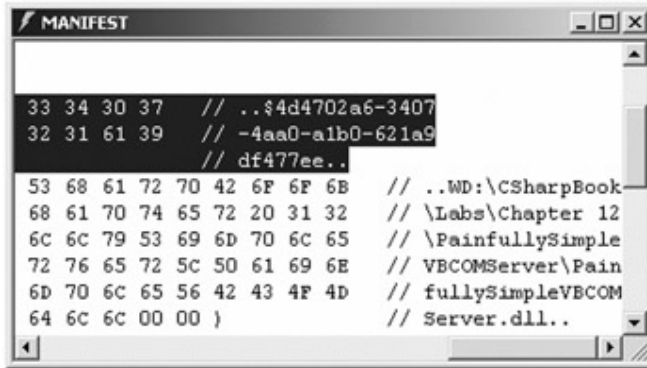 MANIFEST
33 34 30 37 // ..$4d4702a6-3407
32 31 61 39 // -4aa0-a1b0-621a9
// df477ee..
53 68 61 72 70 42 6F 6F 6B // ..WD:\CSharpBook
68 61 70 74 65 72 20 31 32 // \Labs\Chapter 12
6C 6C 79 53 69 6D 70 6C 65 // \PainfullySimple
72 76 65 72 5C 50 61 69 6E // VBCOMServer\Pain
6D 70 6C 65 56 42 43 4F 4D // fullySimpleVBCOM
64 6C 6C 00 00 ) // Server.dll..